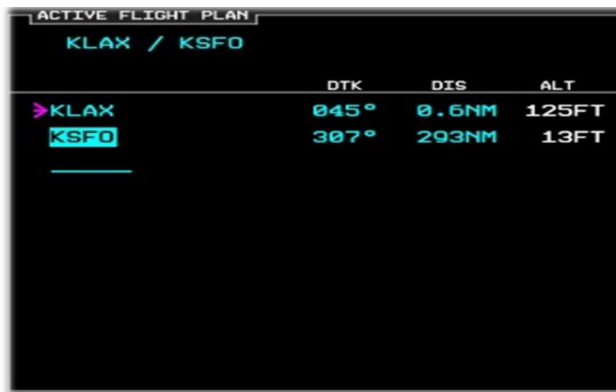 ACTIVE FLIGHT PLAN
KLAX / KSFO
DTK DIS ALT
KLAX 045° 0.6NM 125FT
KSFO 307° 293NM 13FT